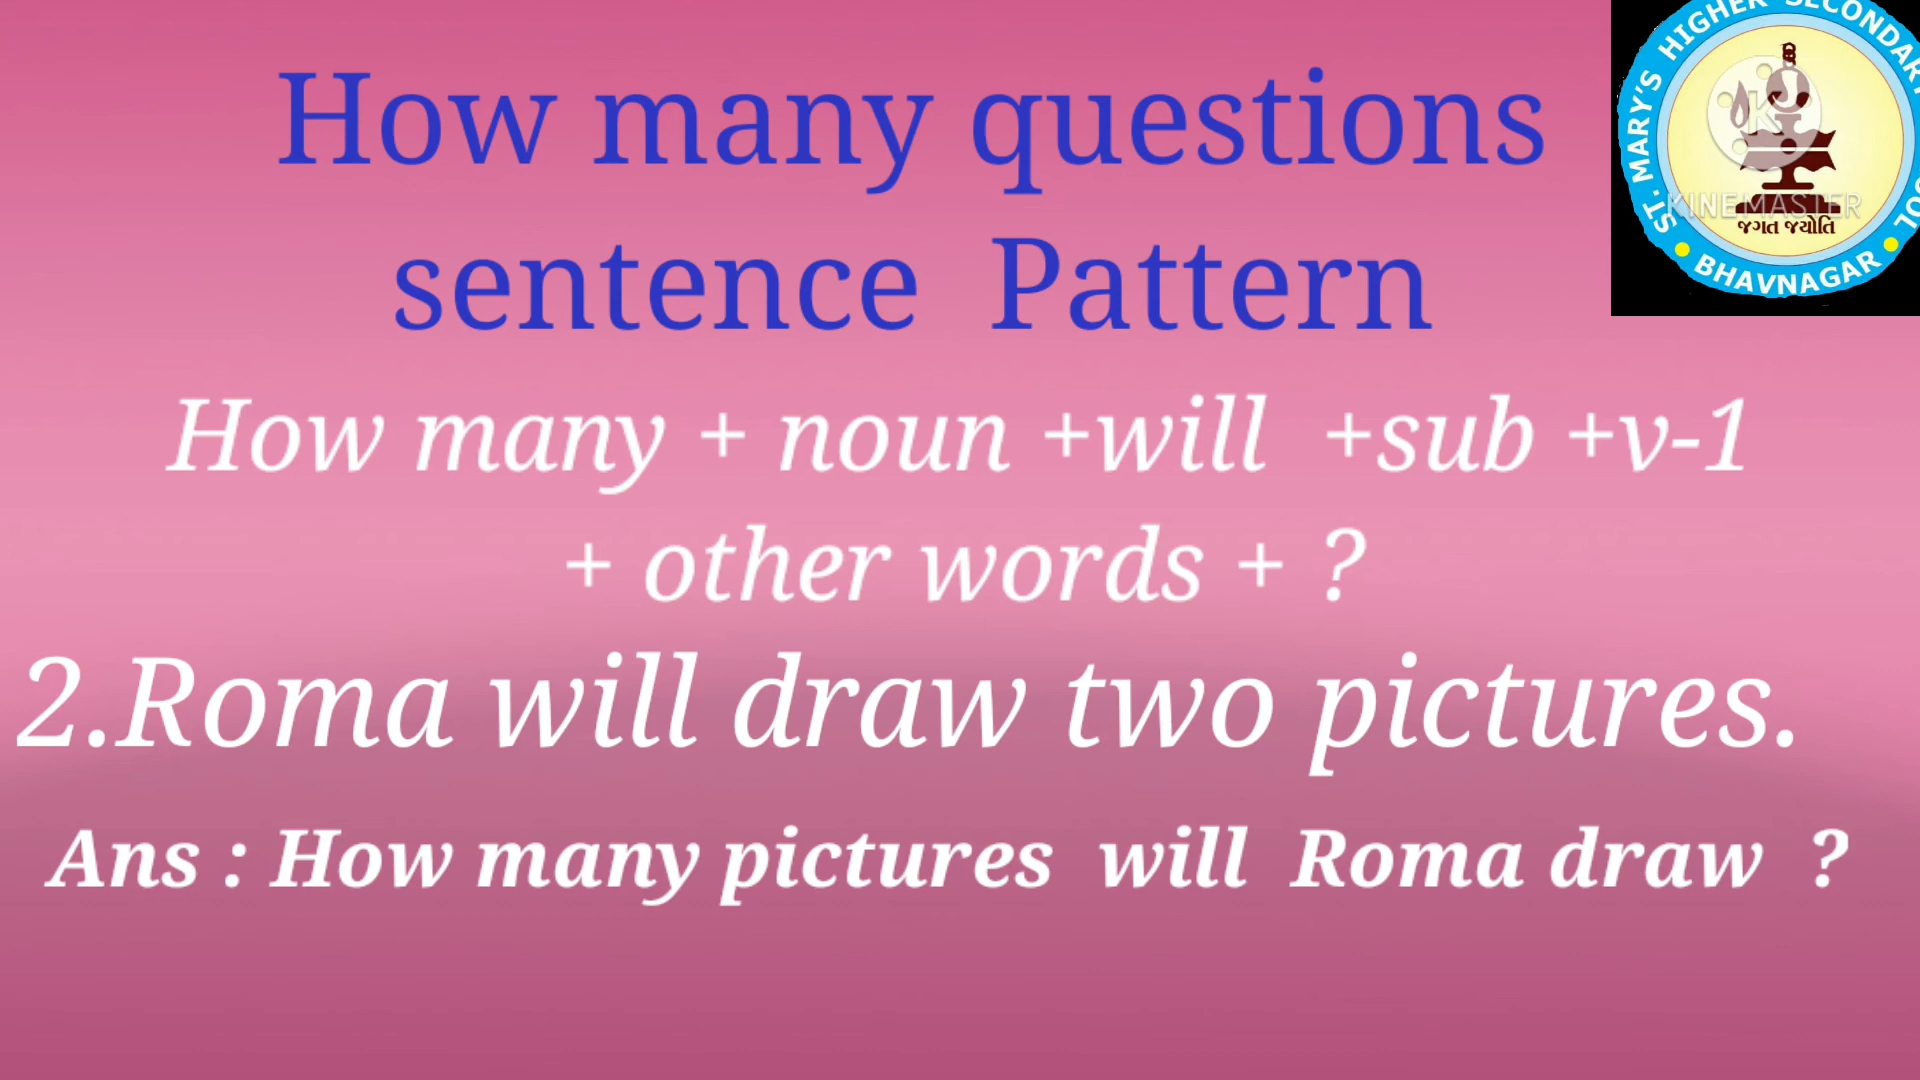 How many questions
sentence Pattern
How many + noun +will +sub +v-1
+ other words + ?
2.Roma will draw two pictures.
Ans : How many pictures will Roma draw ?
ST. MARY'S HIGHER SECONDARY
BHAVNAGAR
જગત જ્યોતિ
KINEMASTER